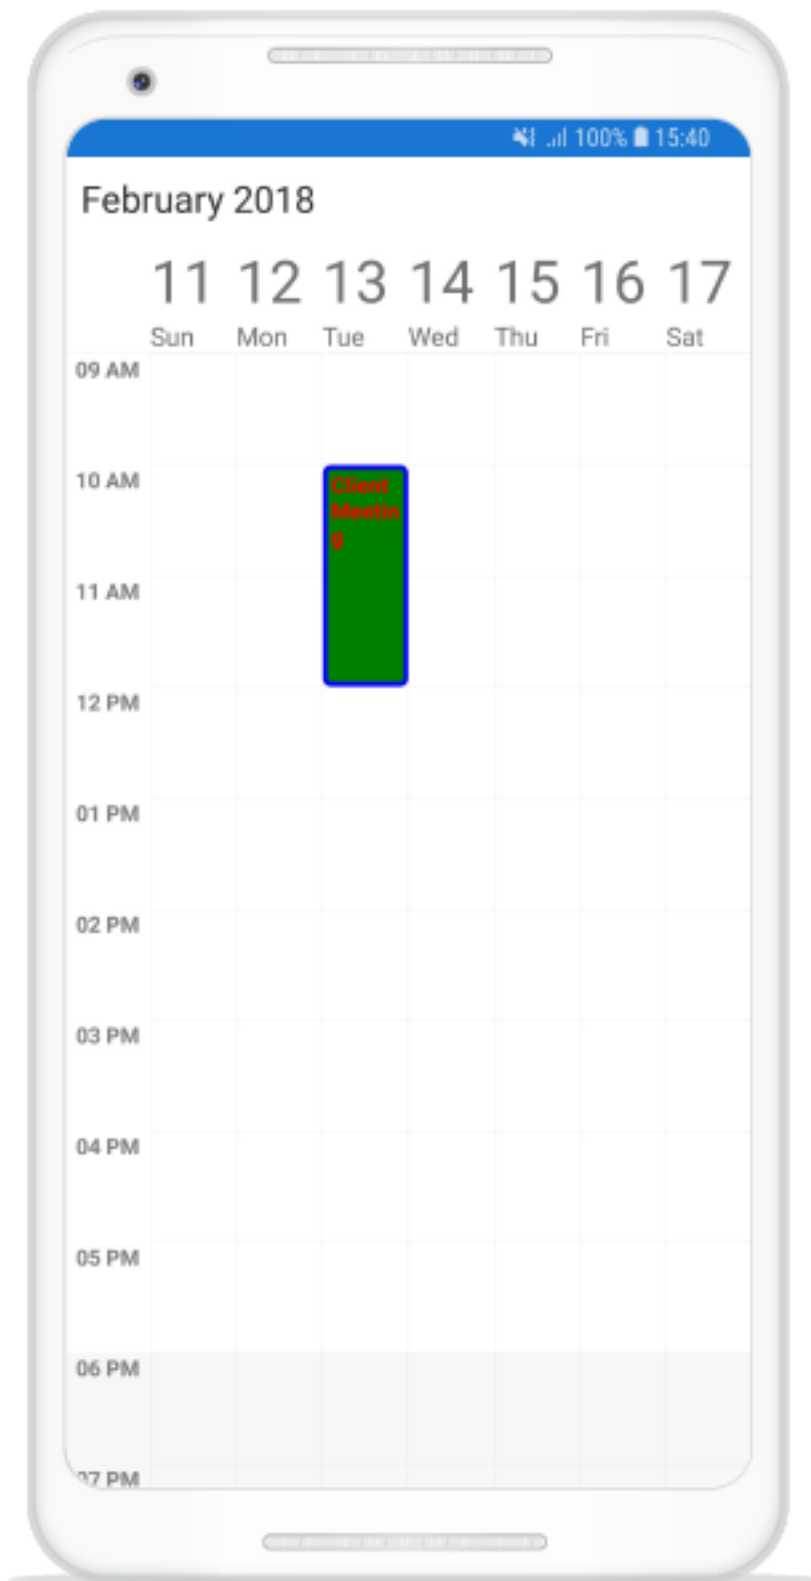 100% 15:40
February 2018
11 12 13 14 15 16 17
Sun Mon Tue Wed Thu Fri Sat
09 AM
10 AM
Client
Meetin
g
11 AM
12 PM
01 PM
02 PM
03 PM
04 PM
05 PM
06 PM
07 PM